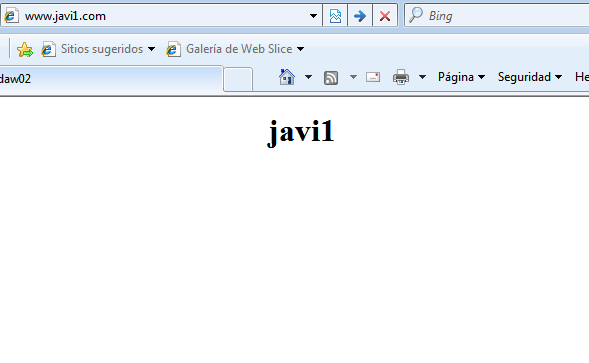 www.javi1.com Bing
Sitios sugeridos Galería de Web Slice
daw02 Página Seguridad He
javi1